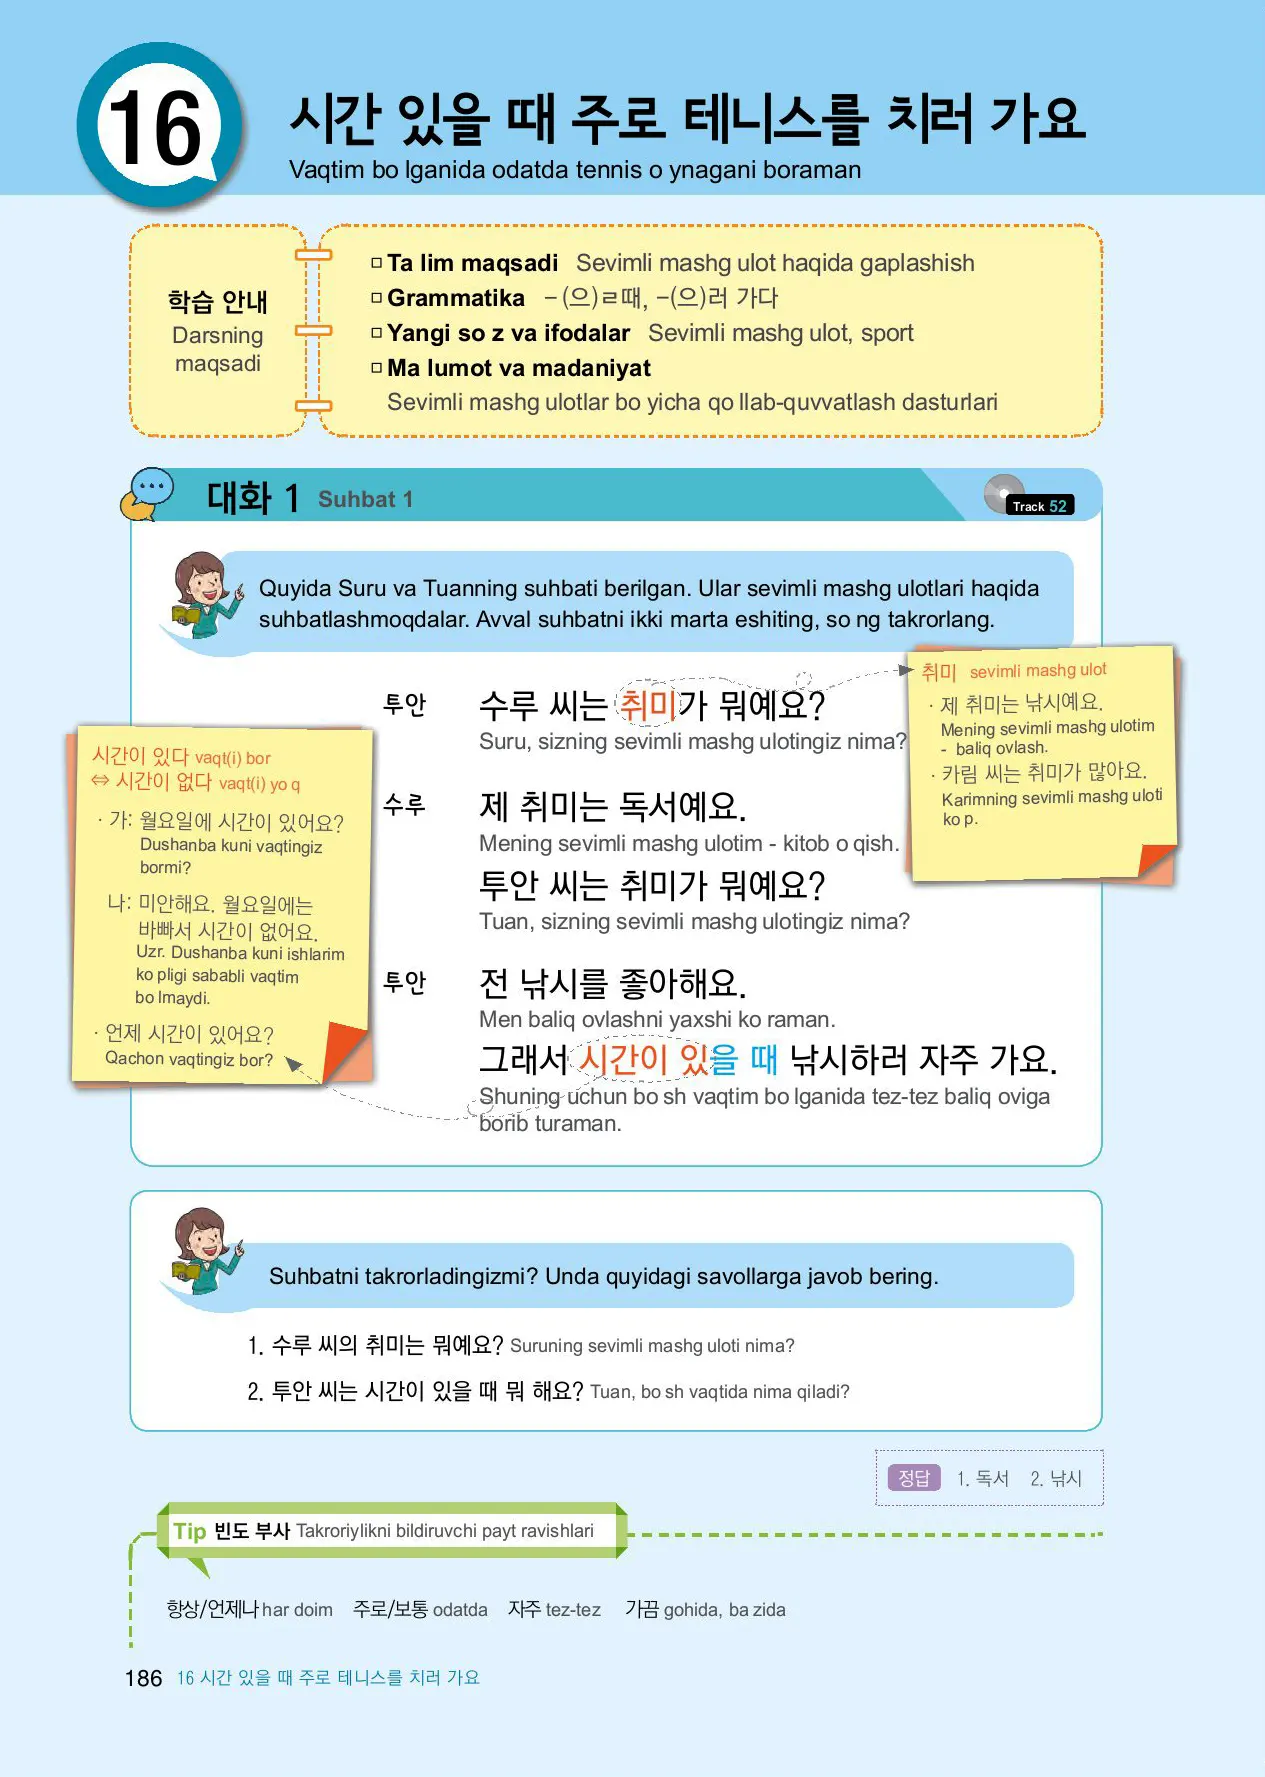 16
시간 있을 때 주로 테니스를 치러 가요
Vaqtim bo lganida odatda tennis o ynagani boraman
학습 안내
Darsning
maqsadi
Ta lim maqsadi Sevimli mashg ulot haqida gaplashish
Grammatika -(으)ㄹ때, -(으)러 가다
Yangi so z va ifodalar Sevimli mashg ulot, sport
Ma lumot va madaniyat
Sevimli mashg ulotlar bo yicha qo llab-quvvatlash dasturlari
대화 1 Suhbat 1
Track 52
Quyida Suru va Tuanning suhbati berilgan. Ular sevimli mashg ulotlari haqida
suhbatlashmoqdalar. Avval suhbatni ikki marta eshiting, so ng takrorlang.
투안 수루 씨는 취미가 뭐예요?
Suru, sizning sevimli mashg ulotingiz nima?
수루 제 취미는 독서예요.
Mening sevimli mashg ulotim - kitob o qish.
투안 씨는 취미가 뭐예요?
Tuan, sizning sevimli mashg ulotingiz nima?
투안 전 낚시를 좋아해요.
Men baliq ovlashni yaxshi ko raman.
그래서 시간이 있을 때 낚시하러 자주 가요.
Shuning uchun bo sh vaqtim bo lganida tez-tez baliq oviga
borib turaman.
취미 sevimli mashg ulot
· 제 취미는 낚시예요.
Mening sevimli mashg ulotim
- baliq ovlash.
· 카림 씨는 취미가 많아요.
Karimning sevimli mashg uloti
ko p.
시간이 있다 vaqt(i) bor
⇔ 시간이 없다 vaqt(i) yo q
· 가: 월요일에 시간이 있어요?
Dushanba kuni vaqtingiz
bormi?
나: 미안해요. 월요일에는
바빠서 시간이 없어요.
Uzr. Dushanba kuni ishlarim
ko pligi sababli vaqtim
bo lmaydi.
· 언제 시간이 있어요?
Qachon vaqtingiz bor?
Suhbatni takrorladingizmi? Unda quyidagi savollarga javob bering.
1. 수루 씨의 취미는 뭐예요? Suruning sevimli mashg uloti nima?
2. 투안 씨는 시간이 있을 때 뭐 해요? Tuan, bo sh vaqtida nima qiladi?
정답 1. 독서 2. 낚시
Tip 빈도 부사 Takroriylikni bildiruvchi payt ravishlari
항상/언제나 har doim 주로/보통 odatda 자주 tez-tez 가끔 gohida, ba zida
186 16 시간 있을 때 주로 테니스를 치러 가요